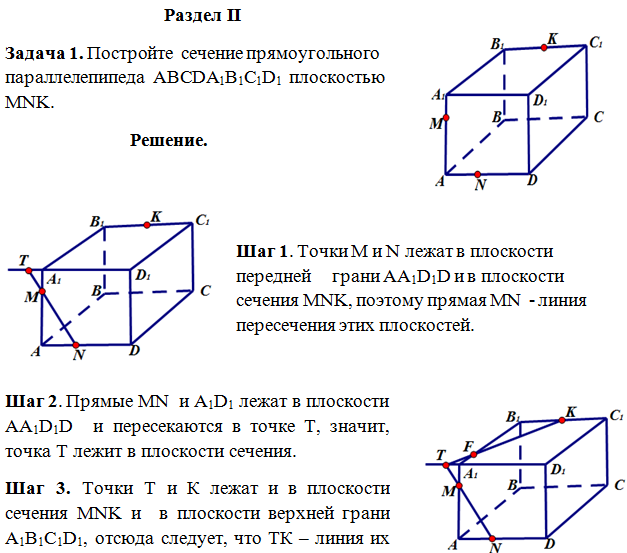 Раздел II
Задача 1. Постройте сечение прямоугольного
параллелепипеда ABCDA₁B₁C₁D₁ плоскостью
MNK.
Решение.
B₁ K C₁
A₁ D₁
M B C
A N D
B₁ K C₁
T A₁ D₁
M B C
A N D
Шаг 1. Точки M и N лежат в плоскости
передней грани AA₁D₁D и в плоскости
сечения MNK, поэтому прямая MN - линия
пересечения этих плоскостей.
Шаг 2. Прямые MN и A₁D₁ лежат в плоскости
AA₁D₁D и пересекаются в точке T, значит,
точка T лежит в плоскости сечения.
Шаг 3. Точки T и K лежат и в плоскости
сечения MNK и в плоскости верхней грани
A₁B₁C₁D₁, отсюда следует, что TK – линия их
B₁ K C₁
T F A₁ D₁
M B C
A N D